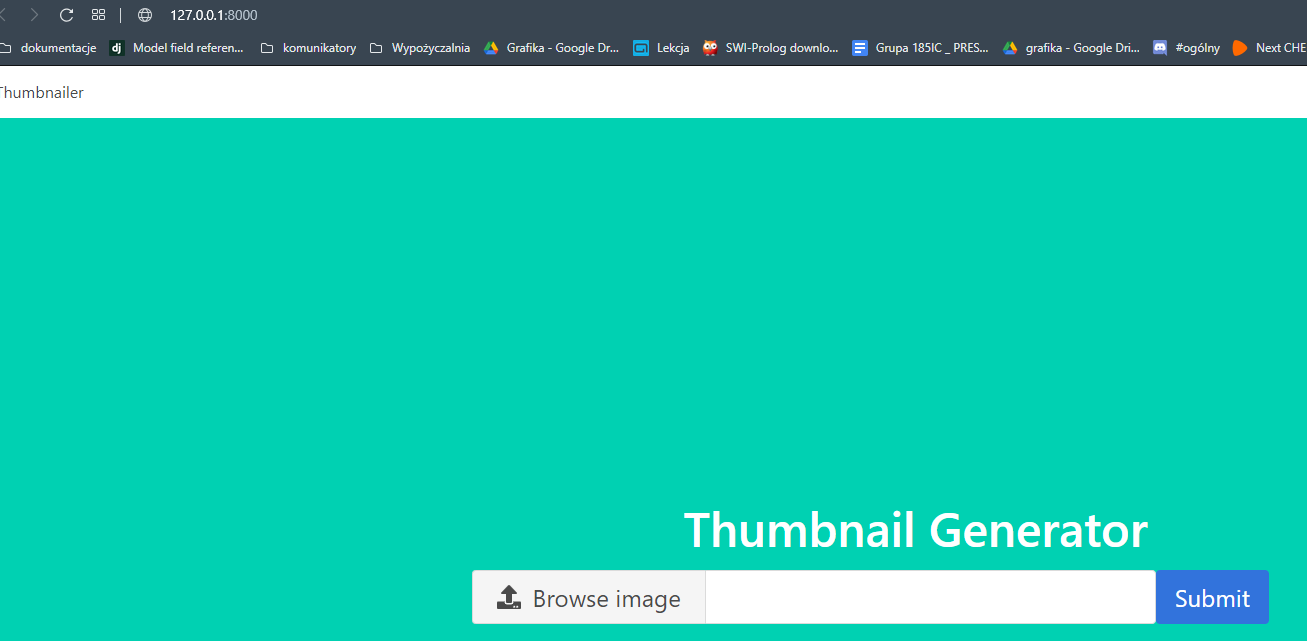 127.0.0.1:8000
dokumentacje dj Model field referen... komunikatory Wypożyczalnia Grafika - Google Dr... Lekcja SWI-Prolog downlo... Grupa 185IC _ PRES... grafika - Google Dri... #ogólny Next CHE
Thumbnailer
Thumbnail Generator
Browse image Submit